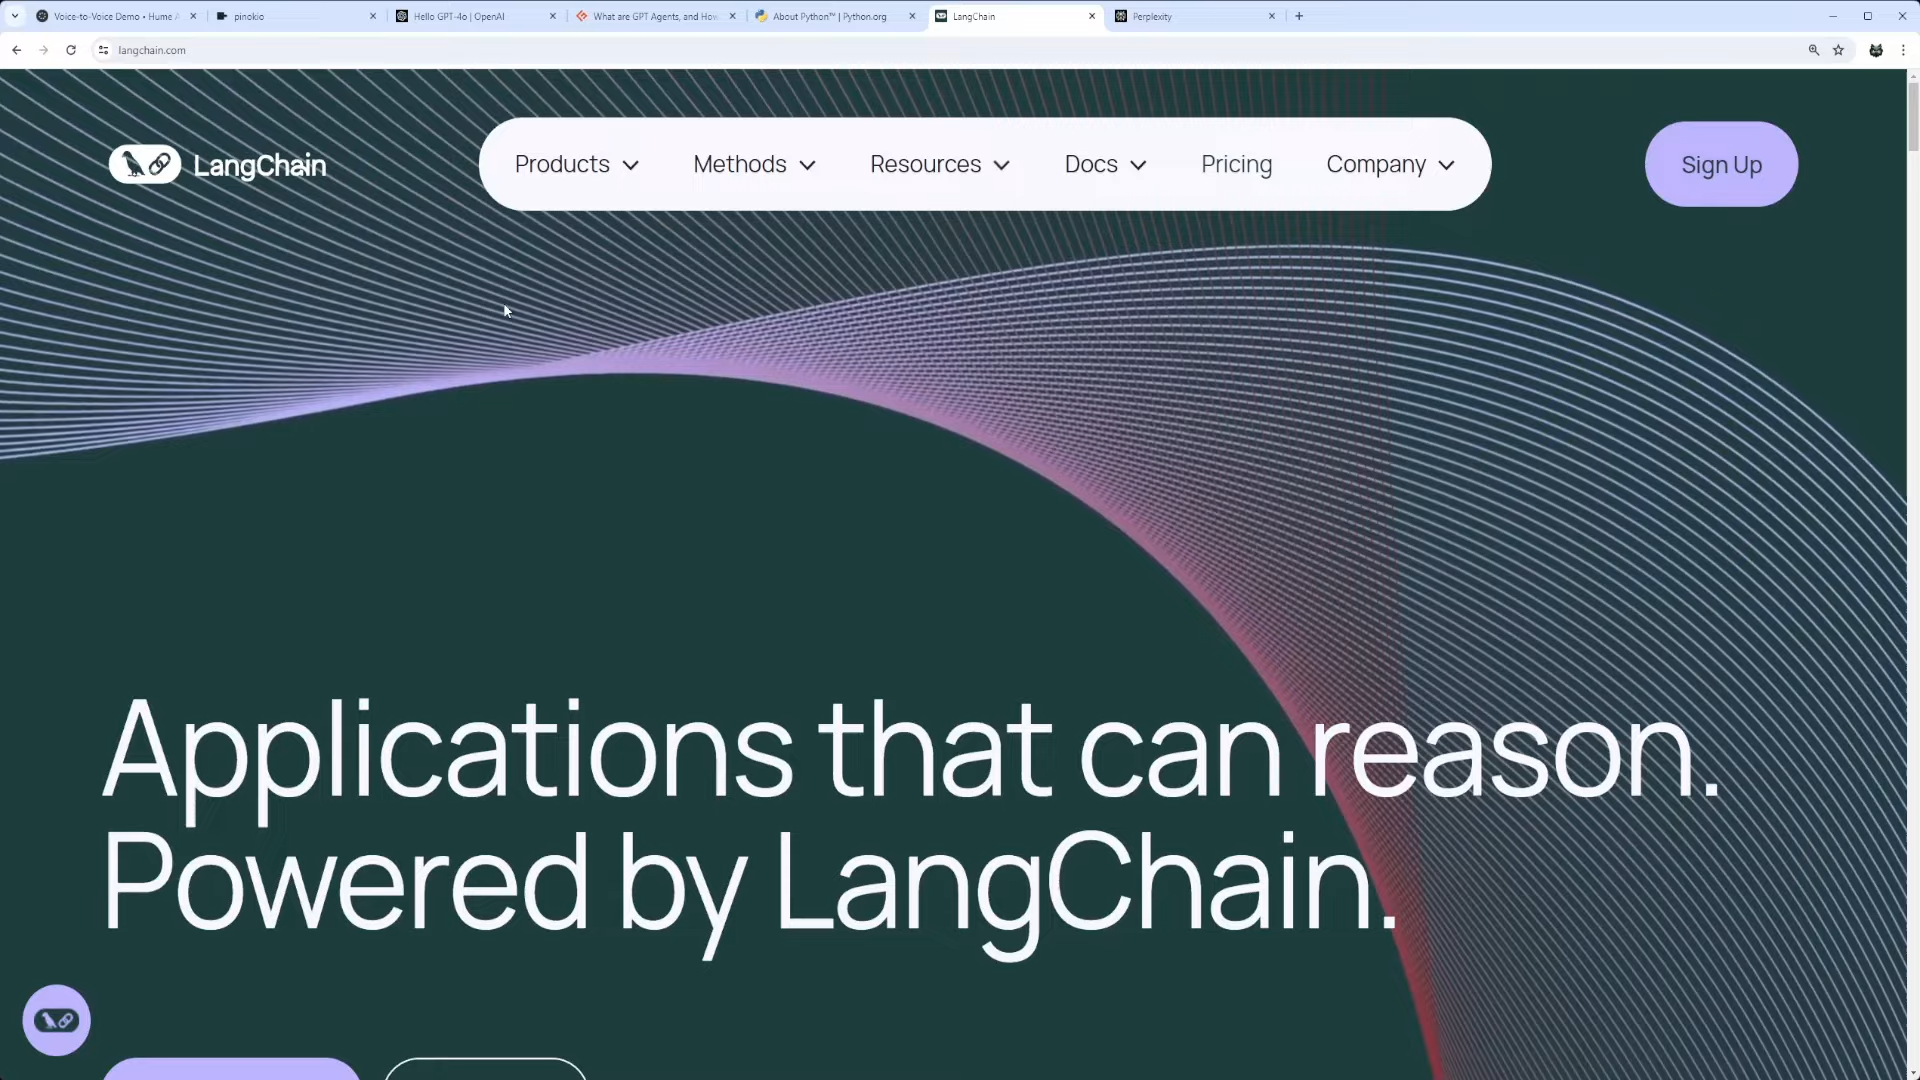 Voice-to-Voice Demo • Hume A
pinokio
Hello GPT-4o | OpenAI
What are GPT Agents, and How
About Python™ | Python.org
LangChain
Perplexity
langchain.com
LangChain
Products
Methods
Resources
Docs
Pricing
Company
Sign Up
Applications that can reason.
Powered by LangChain.